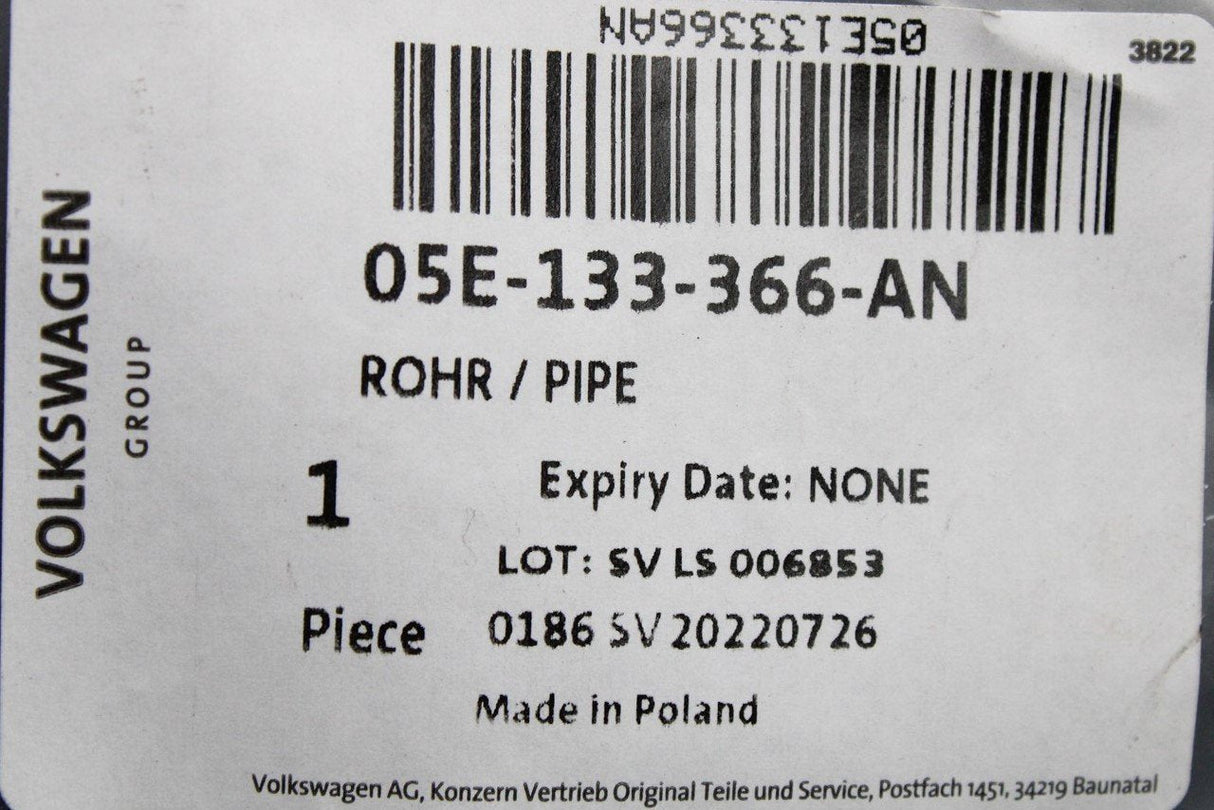 05E133366AN
3822
05E-133-366-AN
ROHR / PIPE
VOLKSWAGEN
GROUP
1
Expiry Date: NONE
LOT: SV LS 006853
Piece
0186 SV 20220726
Made in Poland
Volkswagen AG, Konzern Vertrieb Original Teile und Service, Postfach 1451, 34219 Baunatal